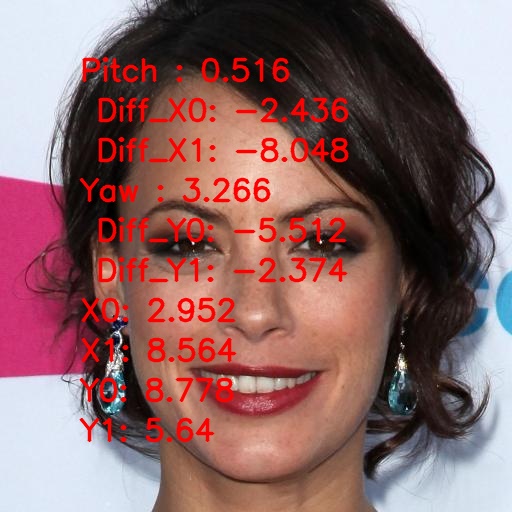 Pitch : 0.516
Diff_X0: -2.436
Diff_X1: -8.048
Yaw : 3.266
Diff_Y0: -5.512
Diff_Y1: -2.374
X0: 2.952
X1: 8.564
Y0: 8.778
Y1: 5.64